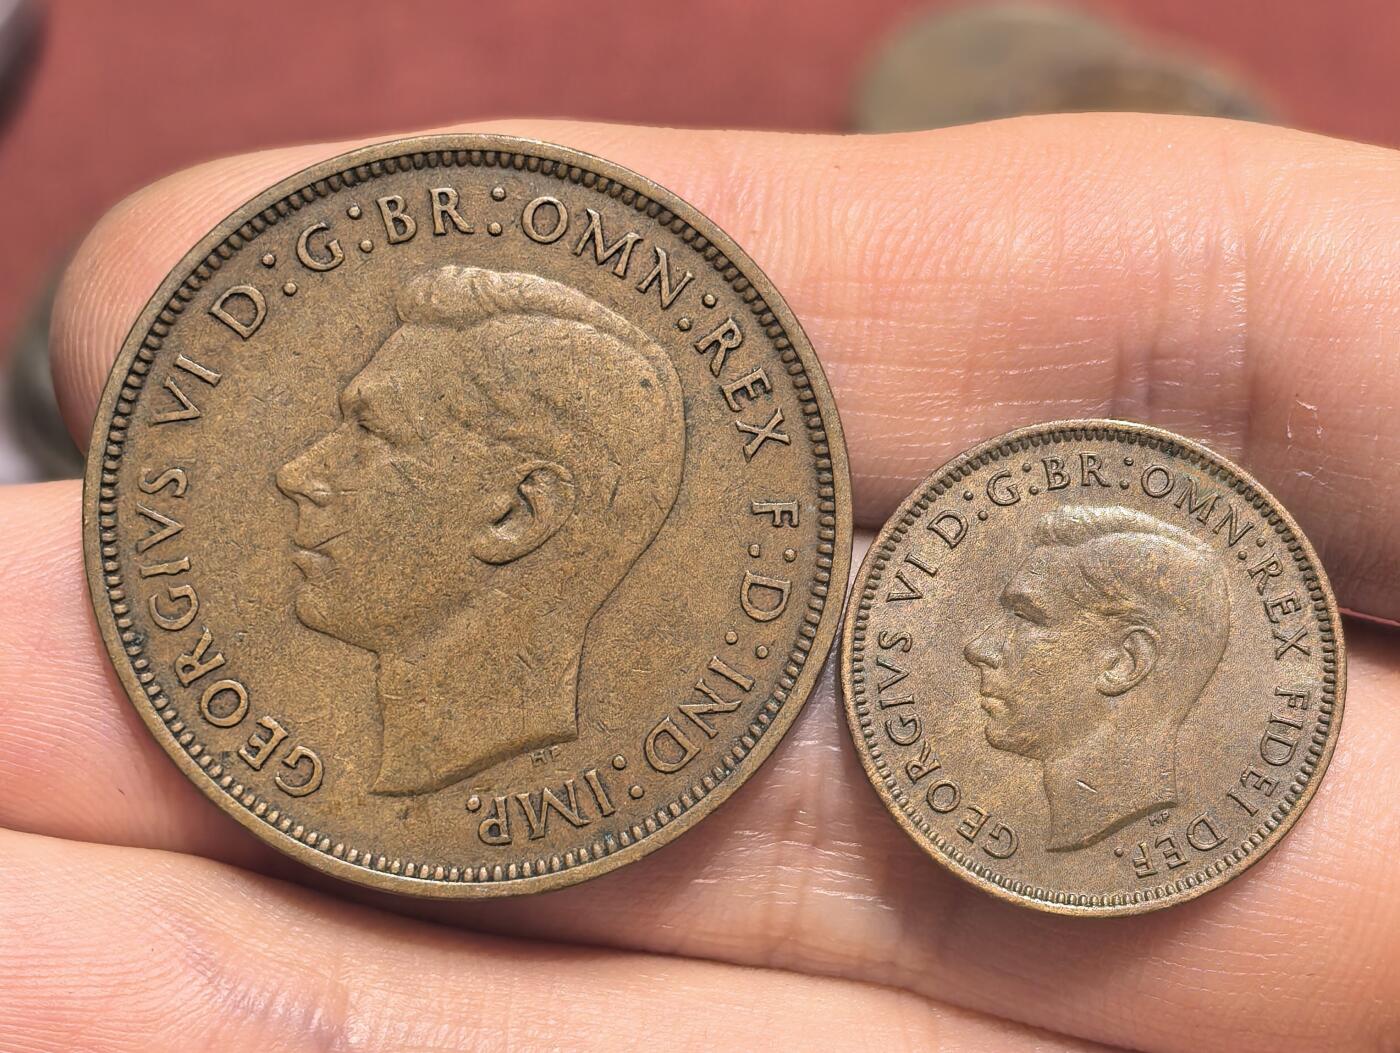 GEORGIVS VI D:G:BR:OMN:REX F:D:IND:IMP.
HP
GEORGIVS VI D:G:BR:OMN:REX FIDEI DEF.
HP